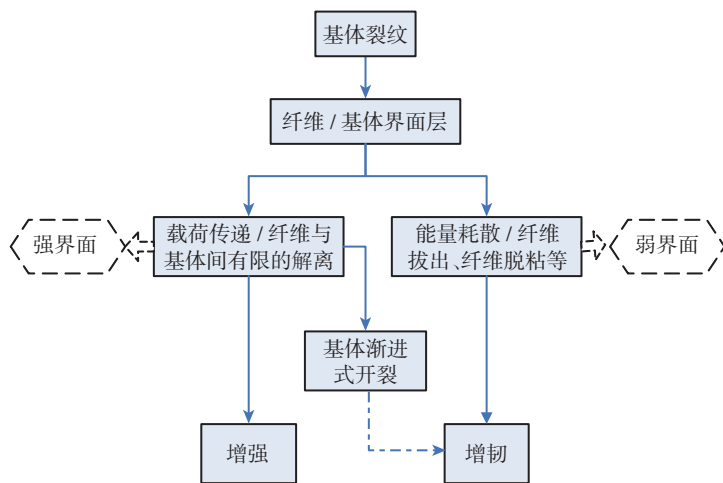 基体裂纹
纤维 / 基体界面层
强界面
载荷传递 / 纤维与
基体间有限的解离
能量耗散 / 纤维
拔出、纤维脱粘等
弱界面
基体渐进
式开裂
增强
增韧